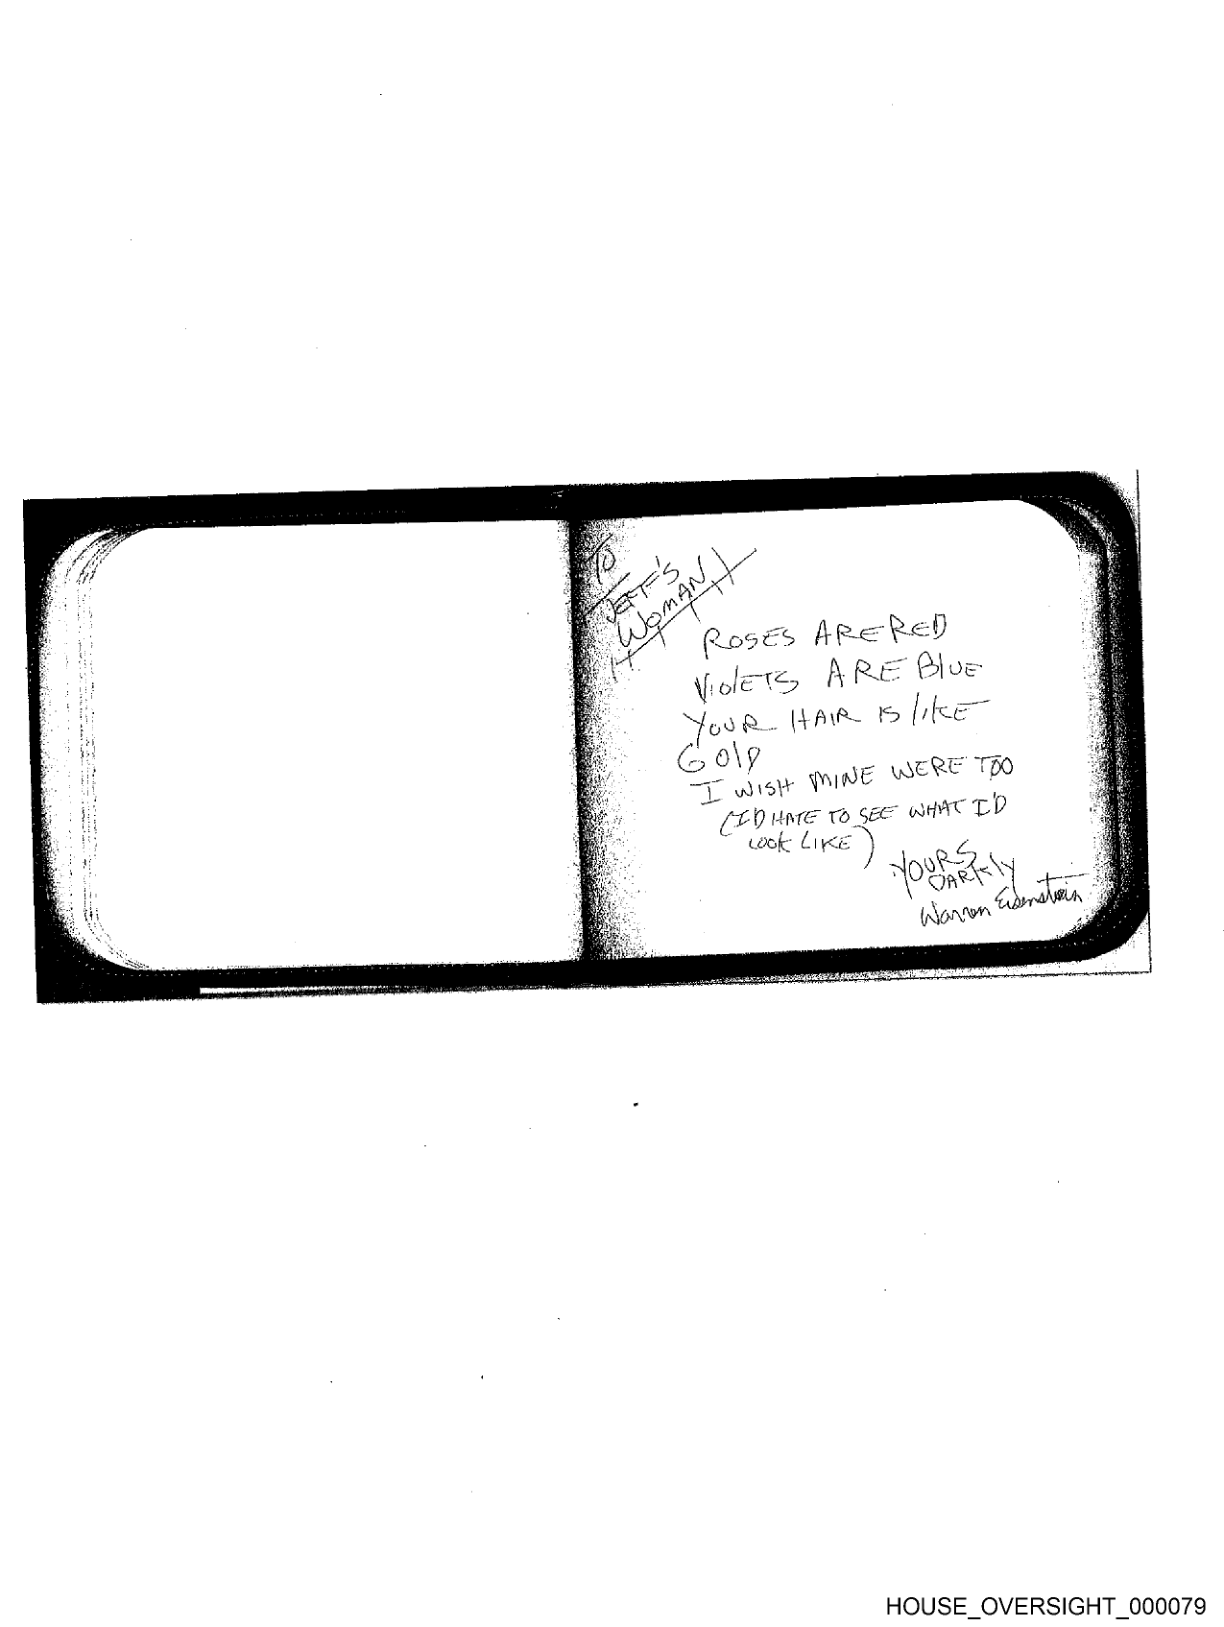 TO
JEFF'S
WOMAN
ROSES ARE RED
VIOlETS ARE BlUE
YOUR HAIR IS lIKE
GOlD
I WISH MINE WERE TOO
(I'D HATE TO SEE WHAT I'D
LOOK LIKE)
YOURS
DARKlY
Warren Eisenstein
HOUSE_OVERSIGHT_000079